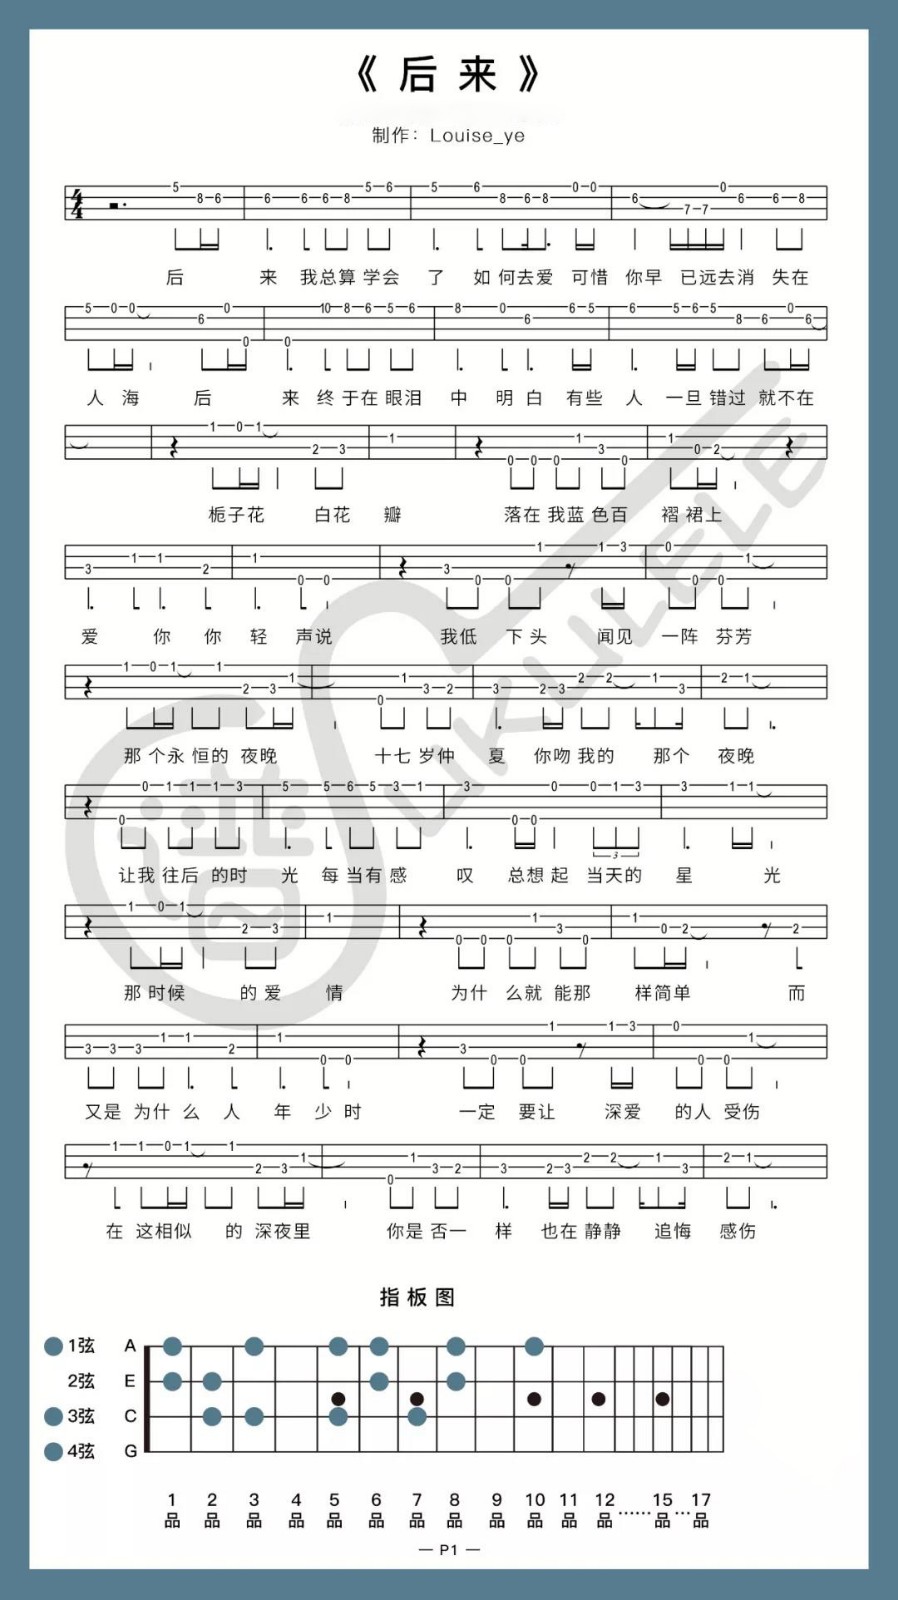 《后来》
制作：Louise_ye
4 4 5 8 6 6 6 6 8 5 6 5 6 8 6 8 0 0 6 7 7 0 6 6 8
后 来 我总算 学会 了 如 何去爱 可惜 你早 已远去消 失在
5 0 0 6 0 0 0 10 8 6 5 6 8 0 6 6 5 6 5 6 5 8 6 0 6
人 海 后 来 终 于在 眼泪 中 明 白 有些 人 一旦 错过 就不在
1 0 1 2 3 1 0 0 0 1 3 0 1 0 2
栀子花 白花 瓣 落在 我蓝 色百 褶 裙上
3 1 1 2 1 0 0 3 0 0 1 1 3 0 0 0 1
爱 你 你 轻 声说 我低 下头 闻见 一阵 芬芳
1 0 1 1 2 3 1 0 1 3 2 3 2 3 2 2 1 3 2 1
那 个永 恒的 夜晚 十七 岁仲 夏 你吻 我的 那个 夜晚
0 0 1 1 1 3 5 5 6 5 3 1 3 0 0 0 0 1 3 3 1 1
3
让我 往后 的时 光 每 当有 感 叹 总想 起 当天的 星 光
1 0 1 2 3 1 0 0 0 1 3 0 1 0 2 2
那 时候 的 爱 情 为什 么就 能那 样简单 而
3 3 3 1 1 2 1 0 0 3 0 0 1 1 3 0 0 0 1
又是 为什 么 人 年 少 时 一定 要让 深爱 的人 受伤
1 1 0 1 1 2 3 1 0 1 3 2 3 2 3 2 2 1 3 2 1
在 这相似 的 深夜里 你是 否一 样 也在 静静 追悔 感伤
指板图
1弦 A
2弦 E
3弦 C
4弦 G
1 2 3 4 5 6 7 8 9 10 11 12 15 17
品 品 品 品 品 品 品 品 品 品 品 品 …… 品 … 品
— P1 —
谱
UKULELE